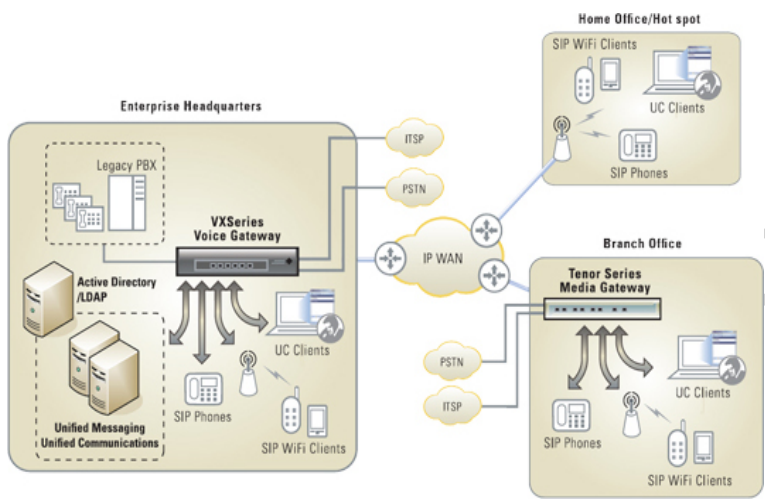 Home Office/Hot spot
SIP WiFi Clients
UC Clients
SIP Phones
Enterprise Headquarters
Legacy PBX
VXSeries
Voice Gateway
Active Directory
/LDAP
UC Clients
SIP Phones
SIP WiFi Clients
Unified Messaging
Unified Communications
ITSP
PSTN
IP WAN
PSTN
ITSP
Branch Office
Tenor Series
Media Gateway
UC Clients
SIP Phones
SIP WiFi Clients